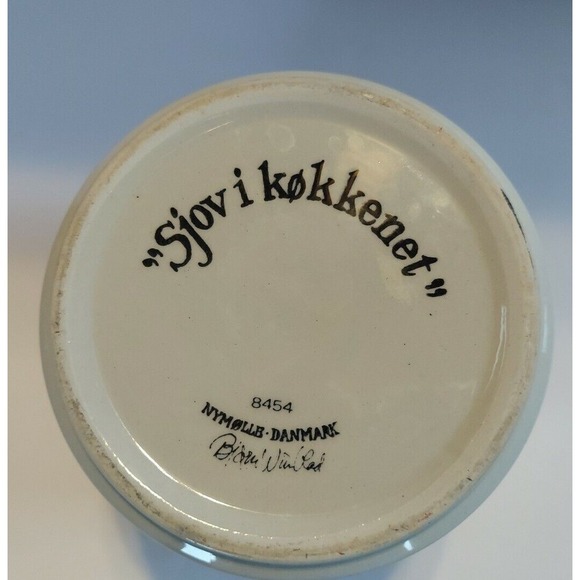 „Sjov i køkkenet”
8454
NYMØLLE·DANMARK
Bjørn Wiinblad